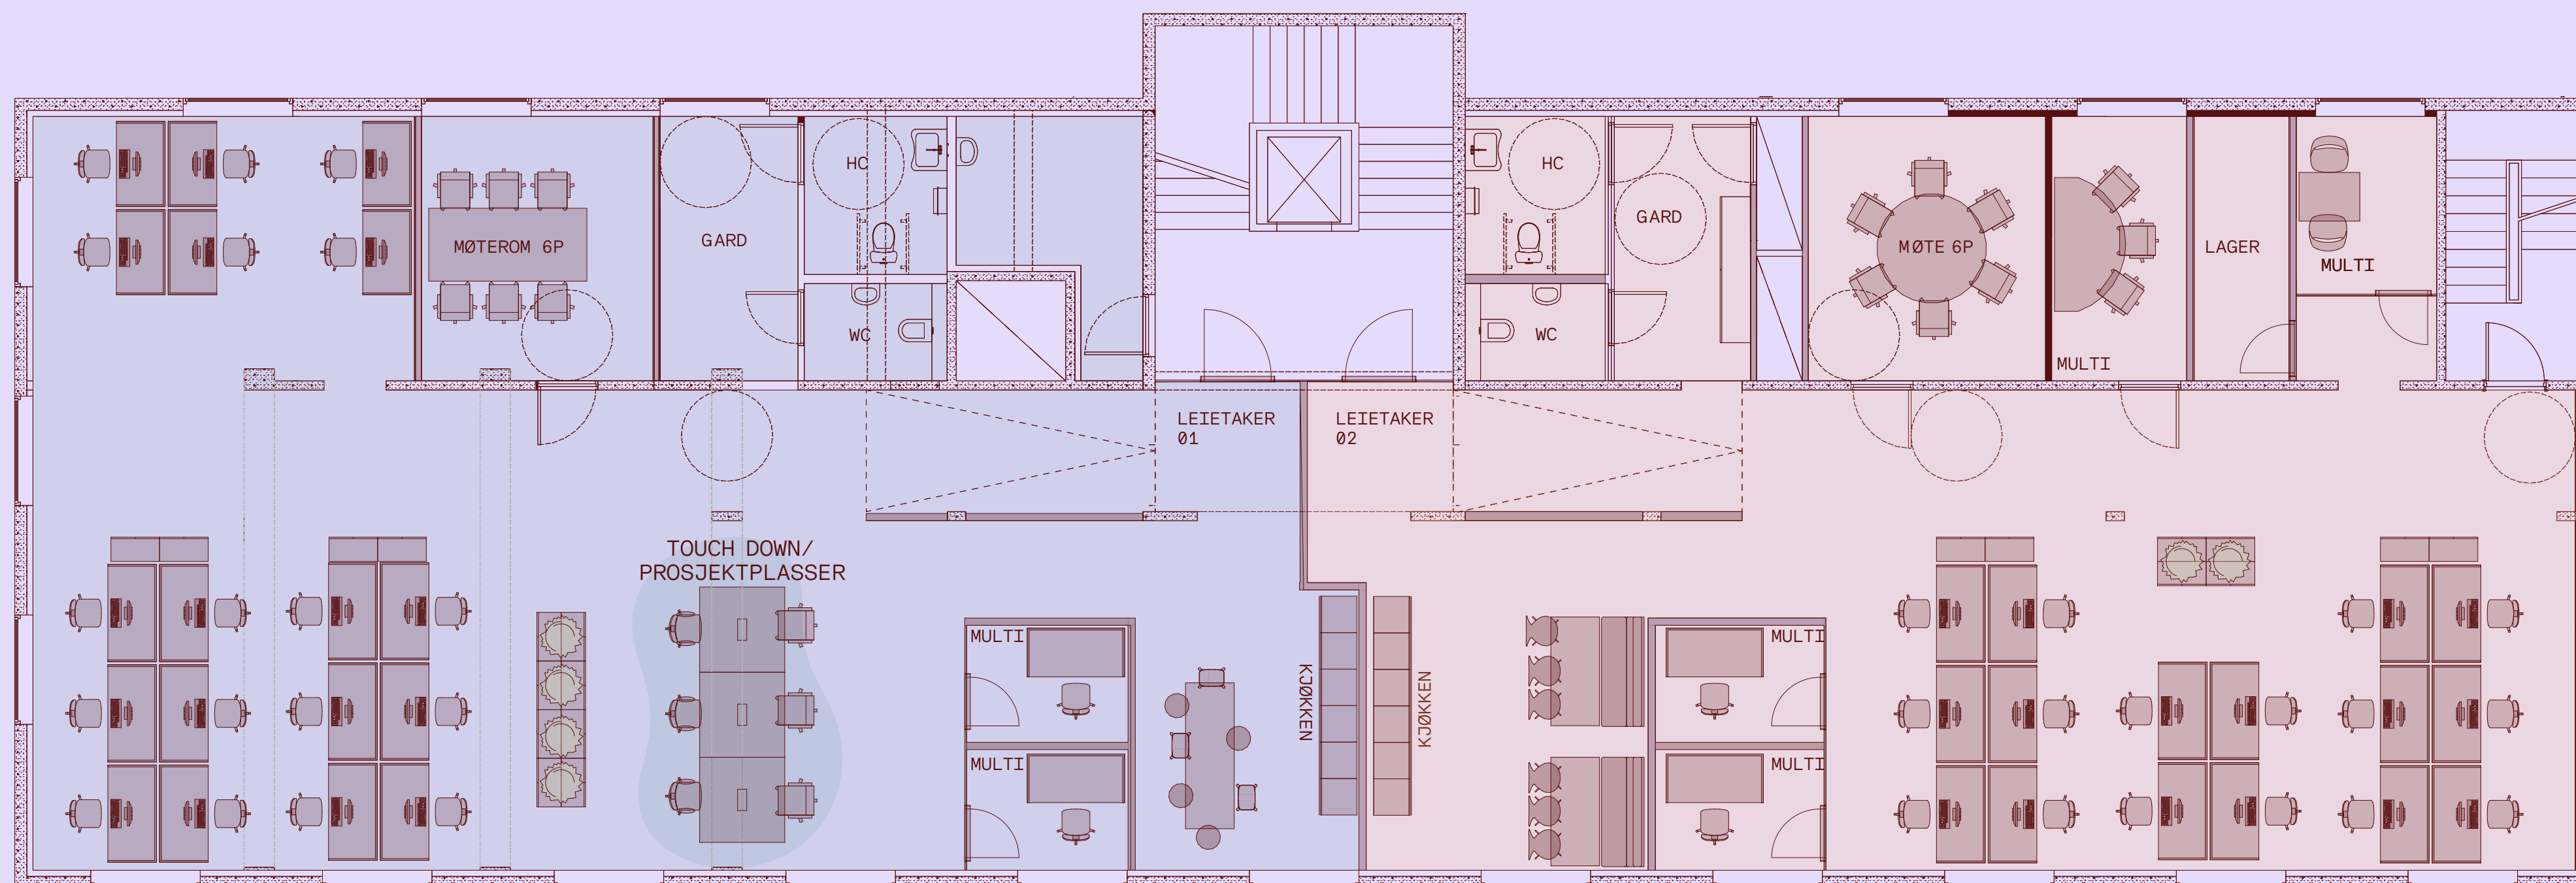 HC
HC
GARD
GARD
MØTEROM 6P
MØTE 6P
LAGER
MULTI
WC
WC
MULTI
LEIETAKER
01
LEIETAKER
02
TOUCH DOWN/
PROSJEKTPLASSER
MULTI
MULTI
KJØKKEN
KJØKKEN
MULTI
MULTI